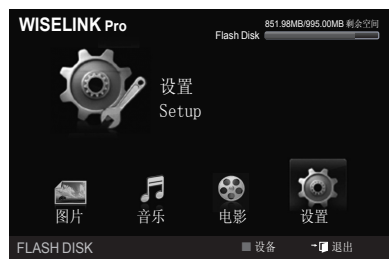 WISELINK Pro
851.98MB/995.00MB 剩余空间
Flash Disk
设置
Setup
图片 音乐 电影 设置
FLASH DISK 设备 退出